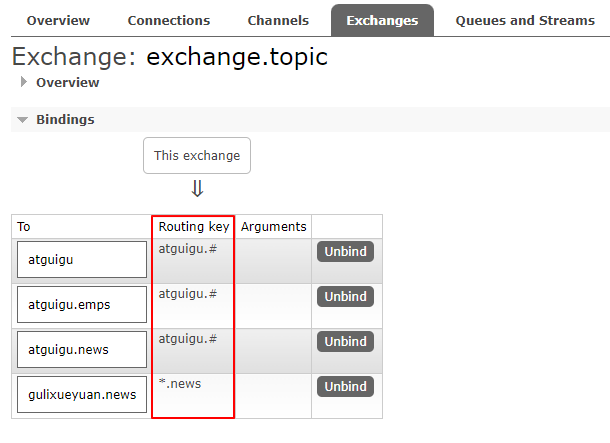 Overview Connections Channels Exchanges Queues and Streams
Exchange: exchange.topic
Overview
Bindings
This exchange
⇓
To Routing key Arguments
atguigu atguigu.# Unbind
atguigu.emps atguigu.# Unbind
atguigu.news atguigu.# Unbind
gulixueyuan.news *.news Unbind